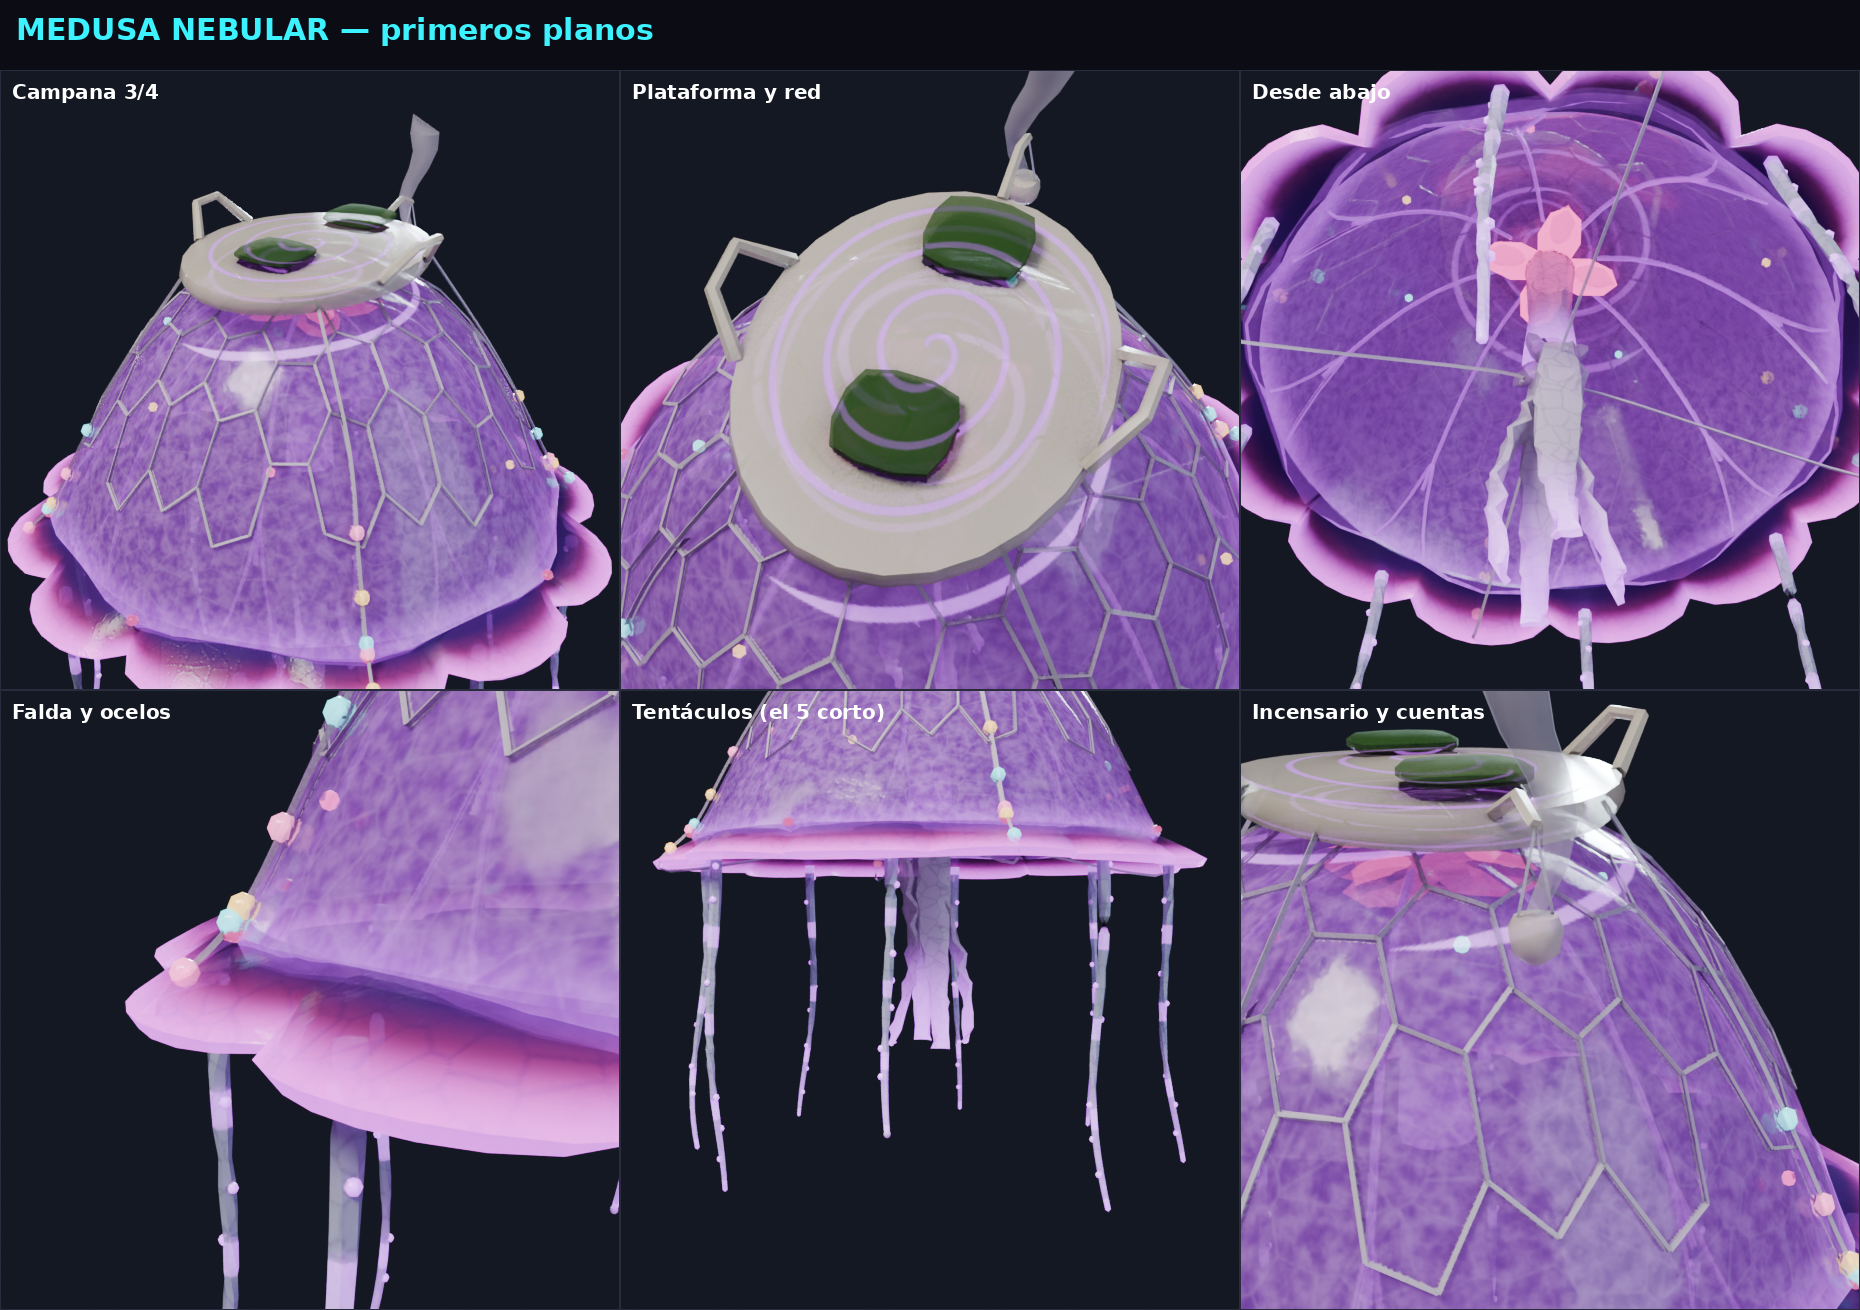 MEDUSA NEBULAR — primeros planos
Campana 3/4
Plataforma y red
Desde abajo
Falda y ocelos
Tentáculos (el 5 corto)
Incensario y cuentas